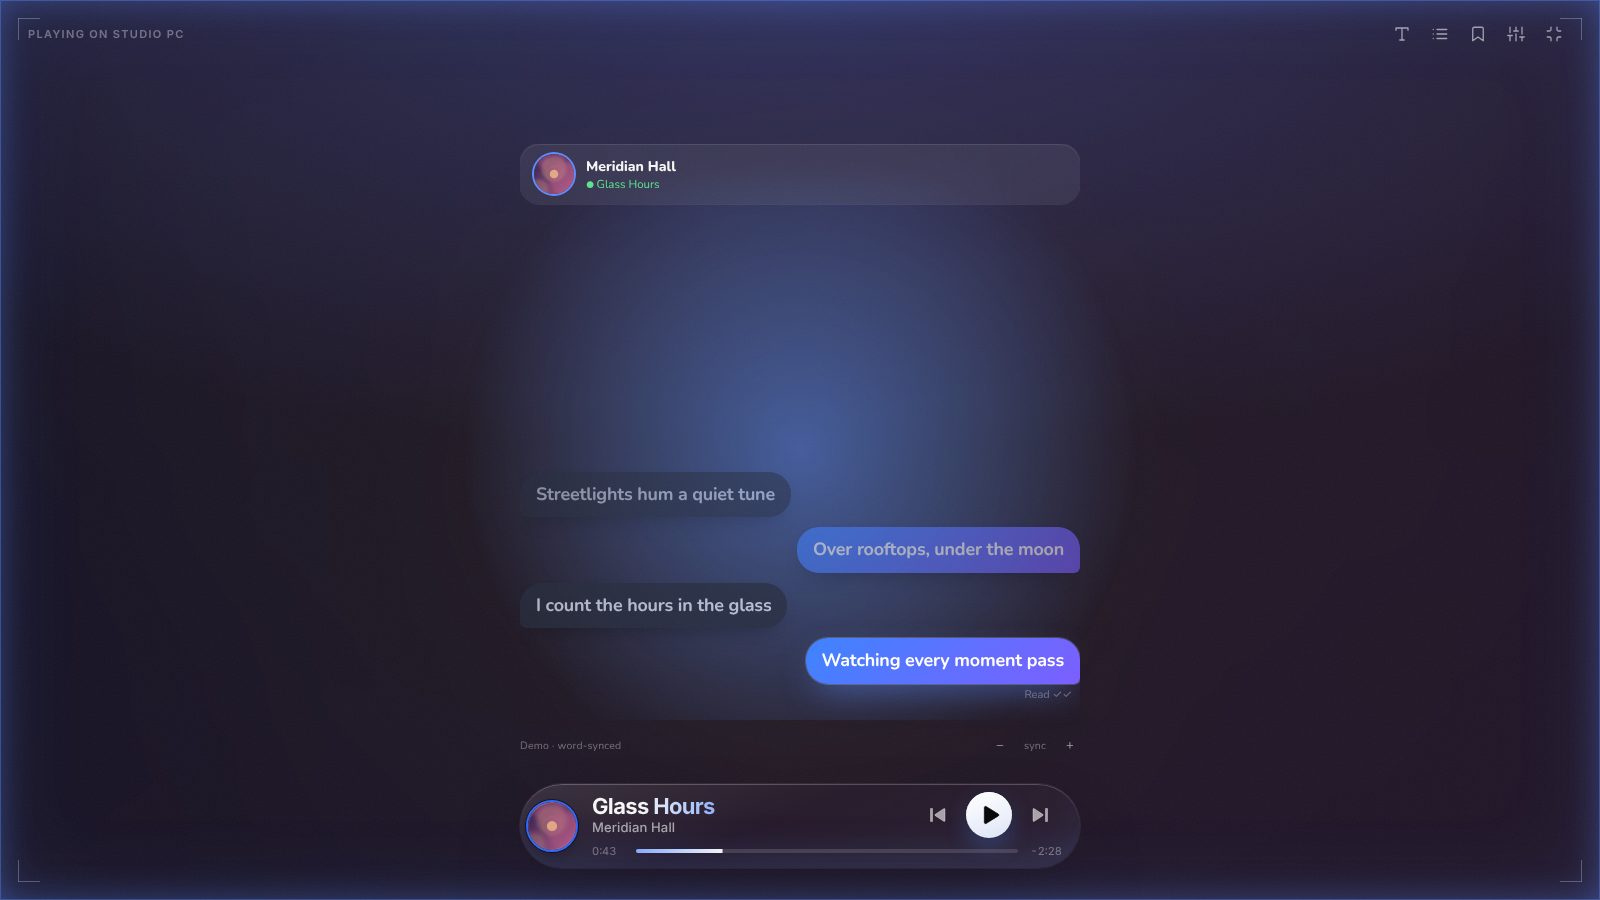 PLAYING ON STUDIO PC
Meridian Hall
Glass Hours
Streetlights hum a quiet tune
Over rooftops, under the moon
I count the hours in the glass
Watching every moment pass
Read ✓✓
Demo · word-synced
− sync +
Glass Hours
Meridian Hall
0:43
-2:28